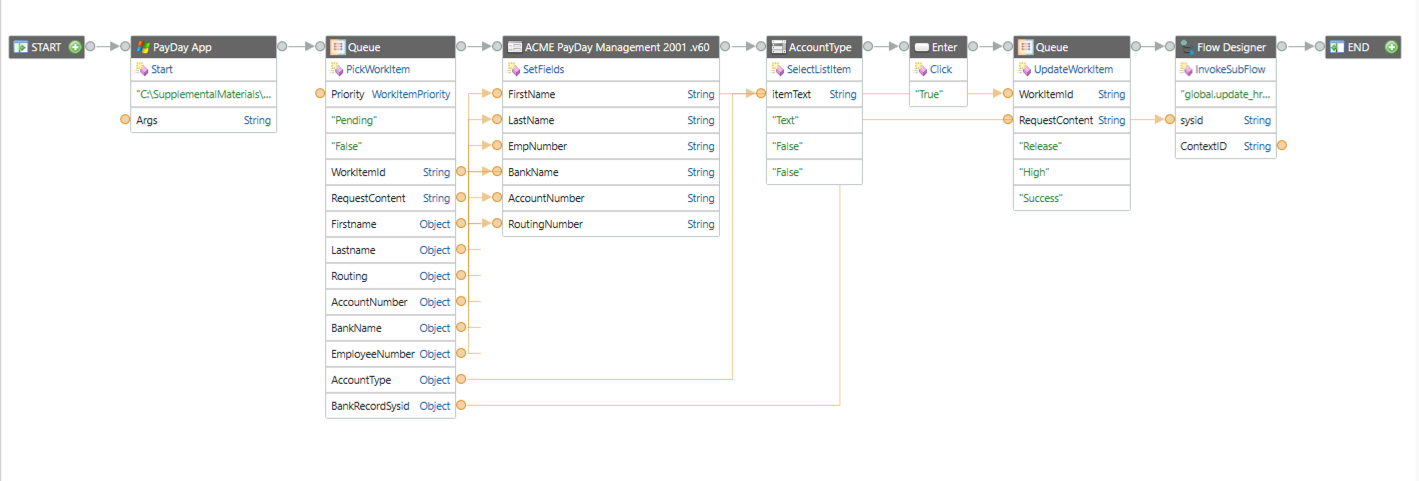 START
PayDay App
Start
"C:\SupplementalMaterials\...
Args String
Queue
PickWorkItem
Priority WorkItemPriority
"Pending"
"False"
WorkItemId String
RequestContent String
Firstname Object
Lastname Object
Routing Object
AccountNumber Object
BankName Object
EmployeeNumber Object
AccountType Object
BankRecordSysid Object
ACME PayDay Management 2001 .v60
SetFields
FirstName String
LastName String
EmpNumber String
BankName String
AccountNumber String
RoutingNumber String
AccountType
SelectListItem
itemText String
"Text"
"False"
"False"
Enter
Click
"True"
Queue
UpdateWorkItem
WorkItemId String
RequestContent String
"Release"
"High"
"Success"
Flow Designer
InvokeSubFlow
"global.update_hr...
sysid String
ContextID String
END